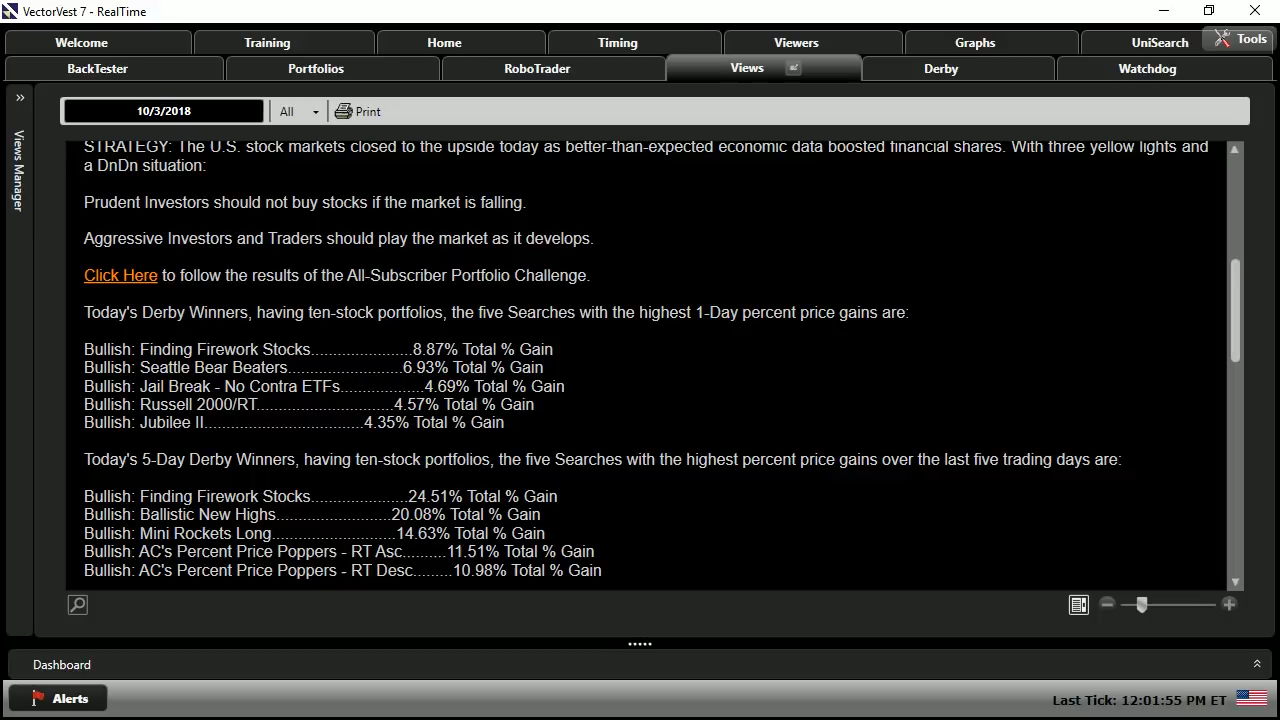 VectorVest 7 - RealTime
Welcome
Training
Home
Timing
Viewers
Graphs
UniSearch
Tools
BackTester
Portfolios
RoboTrader
Views
Derby
Watchdog
Views Manager
10/3/2018
All
Print
STRATEGY: The U.S. stock markets closed to the upside today as better-than-expected economic data boosted financial shares. With three yellow lights and
a DnDn situation:
Prudent Investors should not buy stocks if the market is falling.
Aggressive Investors and Traders should play the market as it develops.
Click Here to follow the results of the All-Subscriber Portfolio Challenge.
Today's Derby Winners, having ten-stock portfolios, the five Searches with the highest 1-Day percent price gains are:
Bullish: Finding Firework Stocks.......................8.87% Total % Gain
Bullish: Seattle Bear Beaters..........................6.93% Total % Gain
Bullish: Jail Break - No Contra ETFs...................4.69% Total % Gain
Bullish: Russell 2000/RT...............................4.57% Total % Gain
Bullish: Jubilee II....................................4.35% Total % Gain
Today's 5-Day Derby Winners, having ten-stock portfolios, the five Searches with the highest percent price gains over the last five trading days are:
Bullish: Finding Firework Stocks......................24.51% Total % Gain
Bullish: Ballistic New Highs..........................20.08% Total % Gain
Bullish: Mini Rockets Long............................14.63% Total % Gain
Bullish: AC's Percent Price Poppers - RT Asc..........11.51% Total % Gain
Bullish: AC's Percent Price Poppers - RT Desc.........10.98% Total % Gain
Dashboard
Alerts
Last Tick: 12:01:55 PM ET